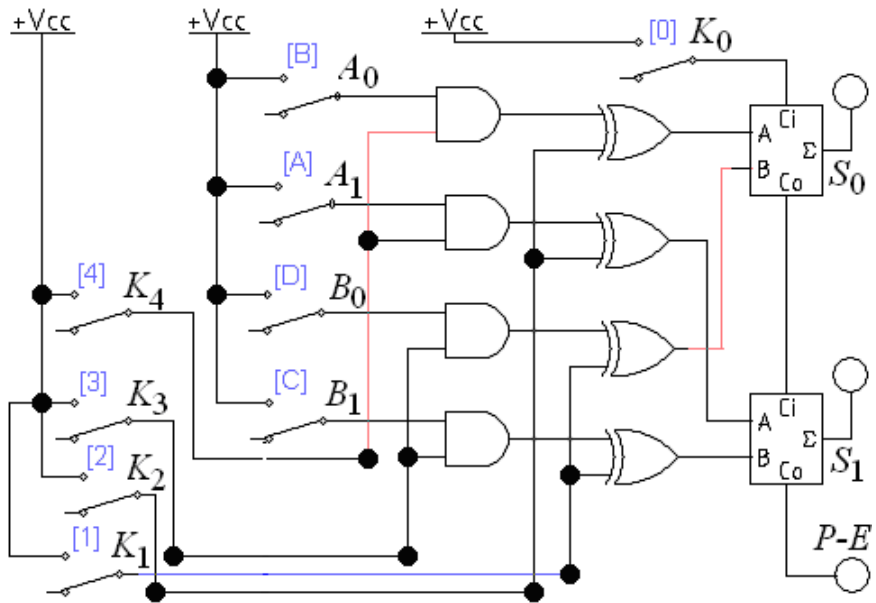 +Vcc +Vcc +Vcc
[0] K0
[B] A0
Ci
A Σ
B S0
Co
[A] A1
[4] K4
[D] B0
[3] K3
[C] B1
Ci
A Σ
B S1
Co
[2] K2
[1] K1
P-E